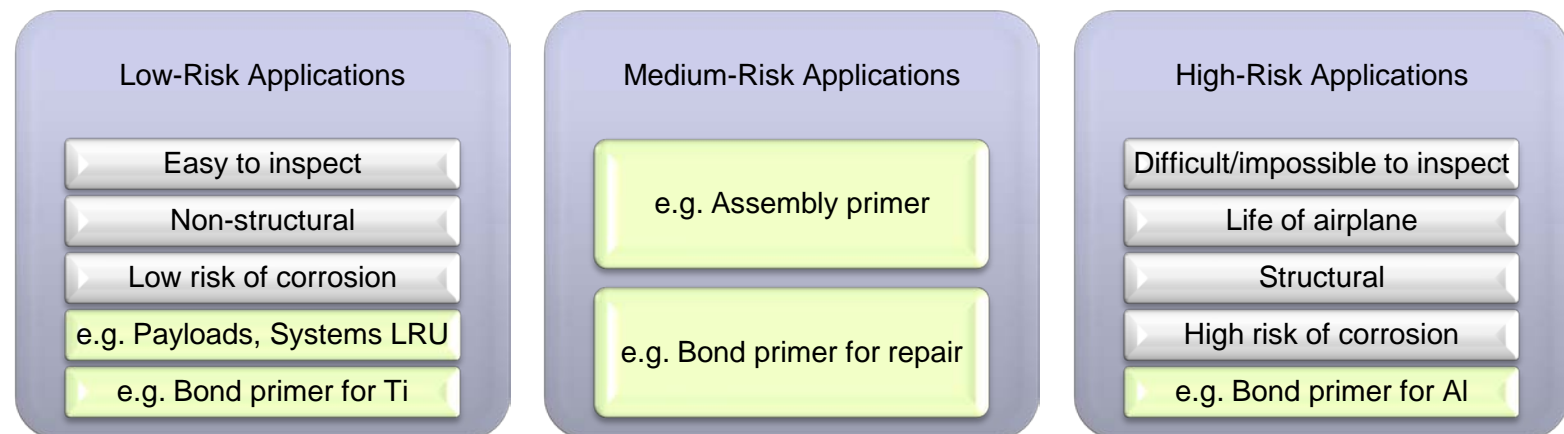 Low-Risk Applications
Easy to inspect
Non-structural
Low risk of corrosion
e.g. Payloads, Systems LRU
e.g. Bond primer for Ti
Medium-Risk Applications
e.g. Assembly primer
e.g. Bond primer for repair
High-Risk Applications
Difficult/impossible to inspect
Life of airplane
Structural
High risk of corrosion
e.g. Bond primer for Al